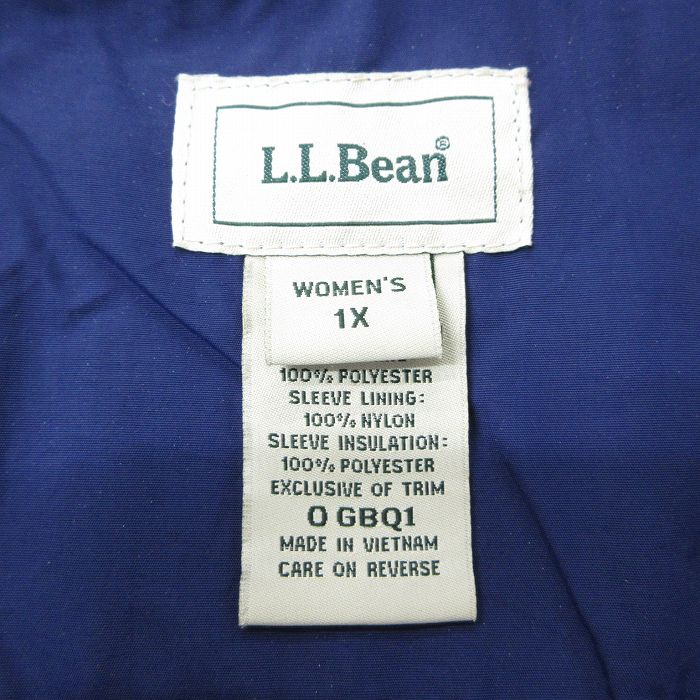 L.L.Bean®
WOMEN'S
1X
100% POLYESTER
SLEEVE LINING:
100% NYLON
SLEEVE INSULATION:
100% POLYESTER
EXCLUSIVE OF TRIM
0 GBQ1
MADE IN VIETNAM
CARE ON REVERSE